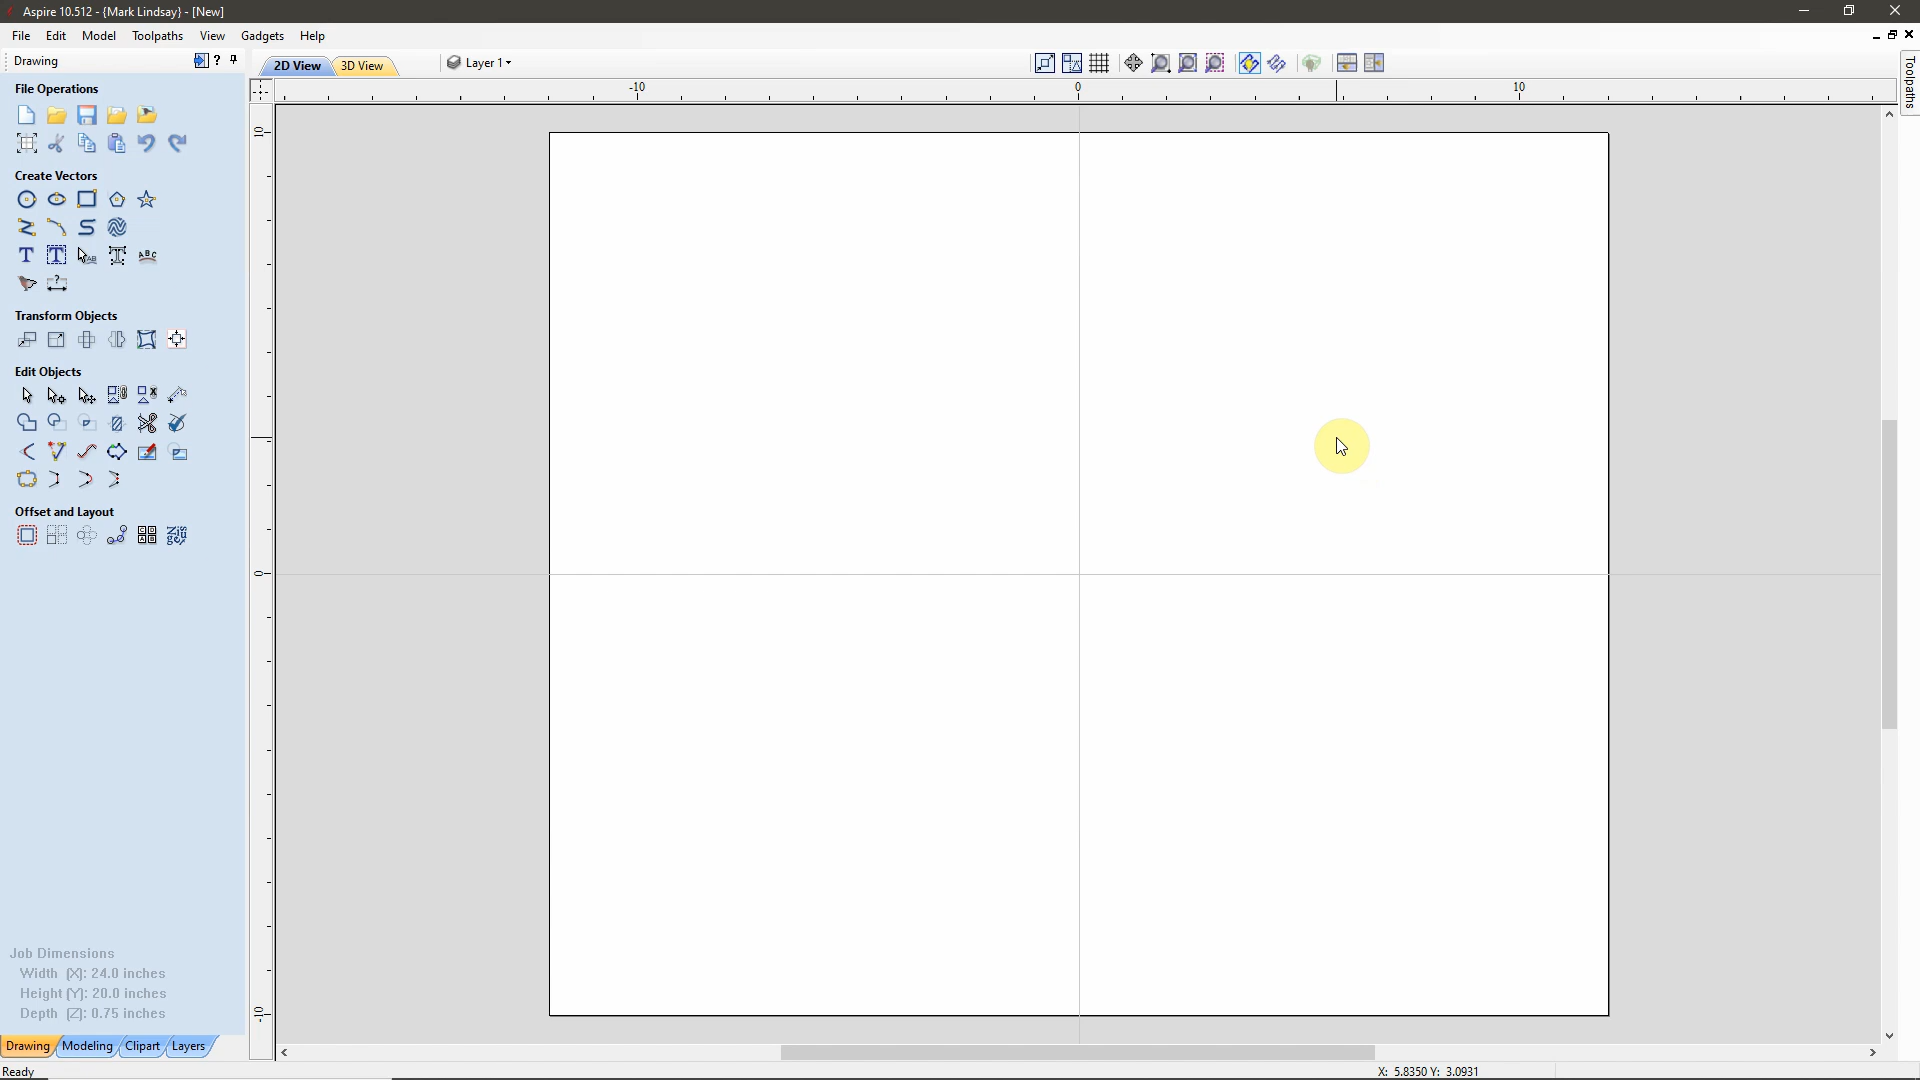 Aspire 10.512 - {Mark Lindsay} - [New]
File Edit Model Toolpaths View Gadgets Help
Drawing ?
2D View 3D View Layer 1
Toolpaths
-10 0 10
File Operations
10
Create Vectors
Transform Objects
Edit Objects
Offset and Layout
0
-10
Job Dimensions
Width (X): 24.0 inches
Height (Y): 20.0 inches
Depth (Z): 0.75 inches
Drawing Modeling Clipart Layers
Ready
X: 5.8350 Y: 3.0931